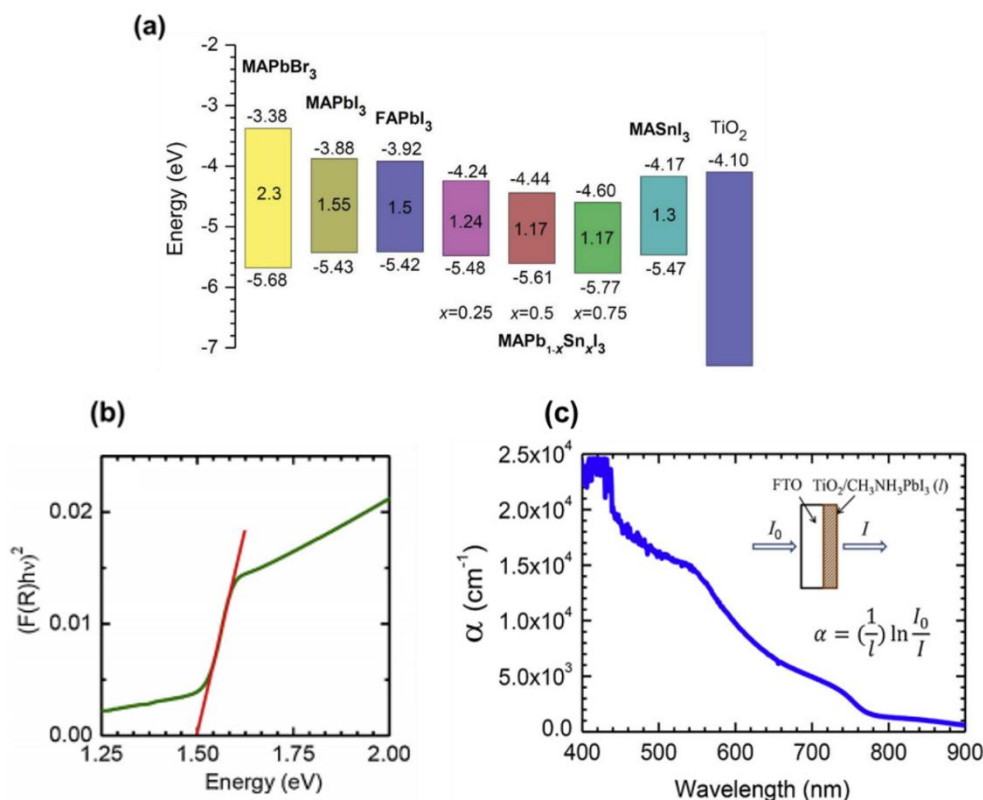 (a)
-2
-3
-4
-5
-6
-7
Energy (eV)
MAPbBr₃
-3.38
2.3
-5.68
MAPbI₃
-3.88
1.55
-5.43
FAPbI₃
-3.92
1.5
-5.42
-4.24
1.24
-5.48
x=0.25
-4.44
1.17
-5.61
x=0.5
-4.60
1.17
-5.77
x=0.75
MAPb₁₋ₓSnₓI₃
MASnI₃
-4.17
1.3
-5.47
TiO₂
-4.10
(b)
(F(R)hν)²
0.02
0.01
0.00
1.25 1.50 1.75 2.00
Energy (eV)
(c)
α (cm⁻¹)
2.5x10⁴
2.0x10⁴
1.5x10⁴
1.0x10⁴
5.0x10³
0.0
400 500 600 700 800 900
Wavelength (nm)
FTO TiO₂/CH₃NH₃PbI₃ (l)
I₀ I
α = (1/l) ln I₀/I